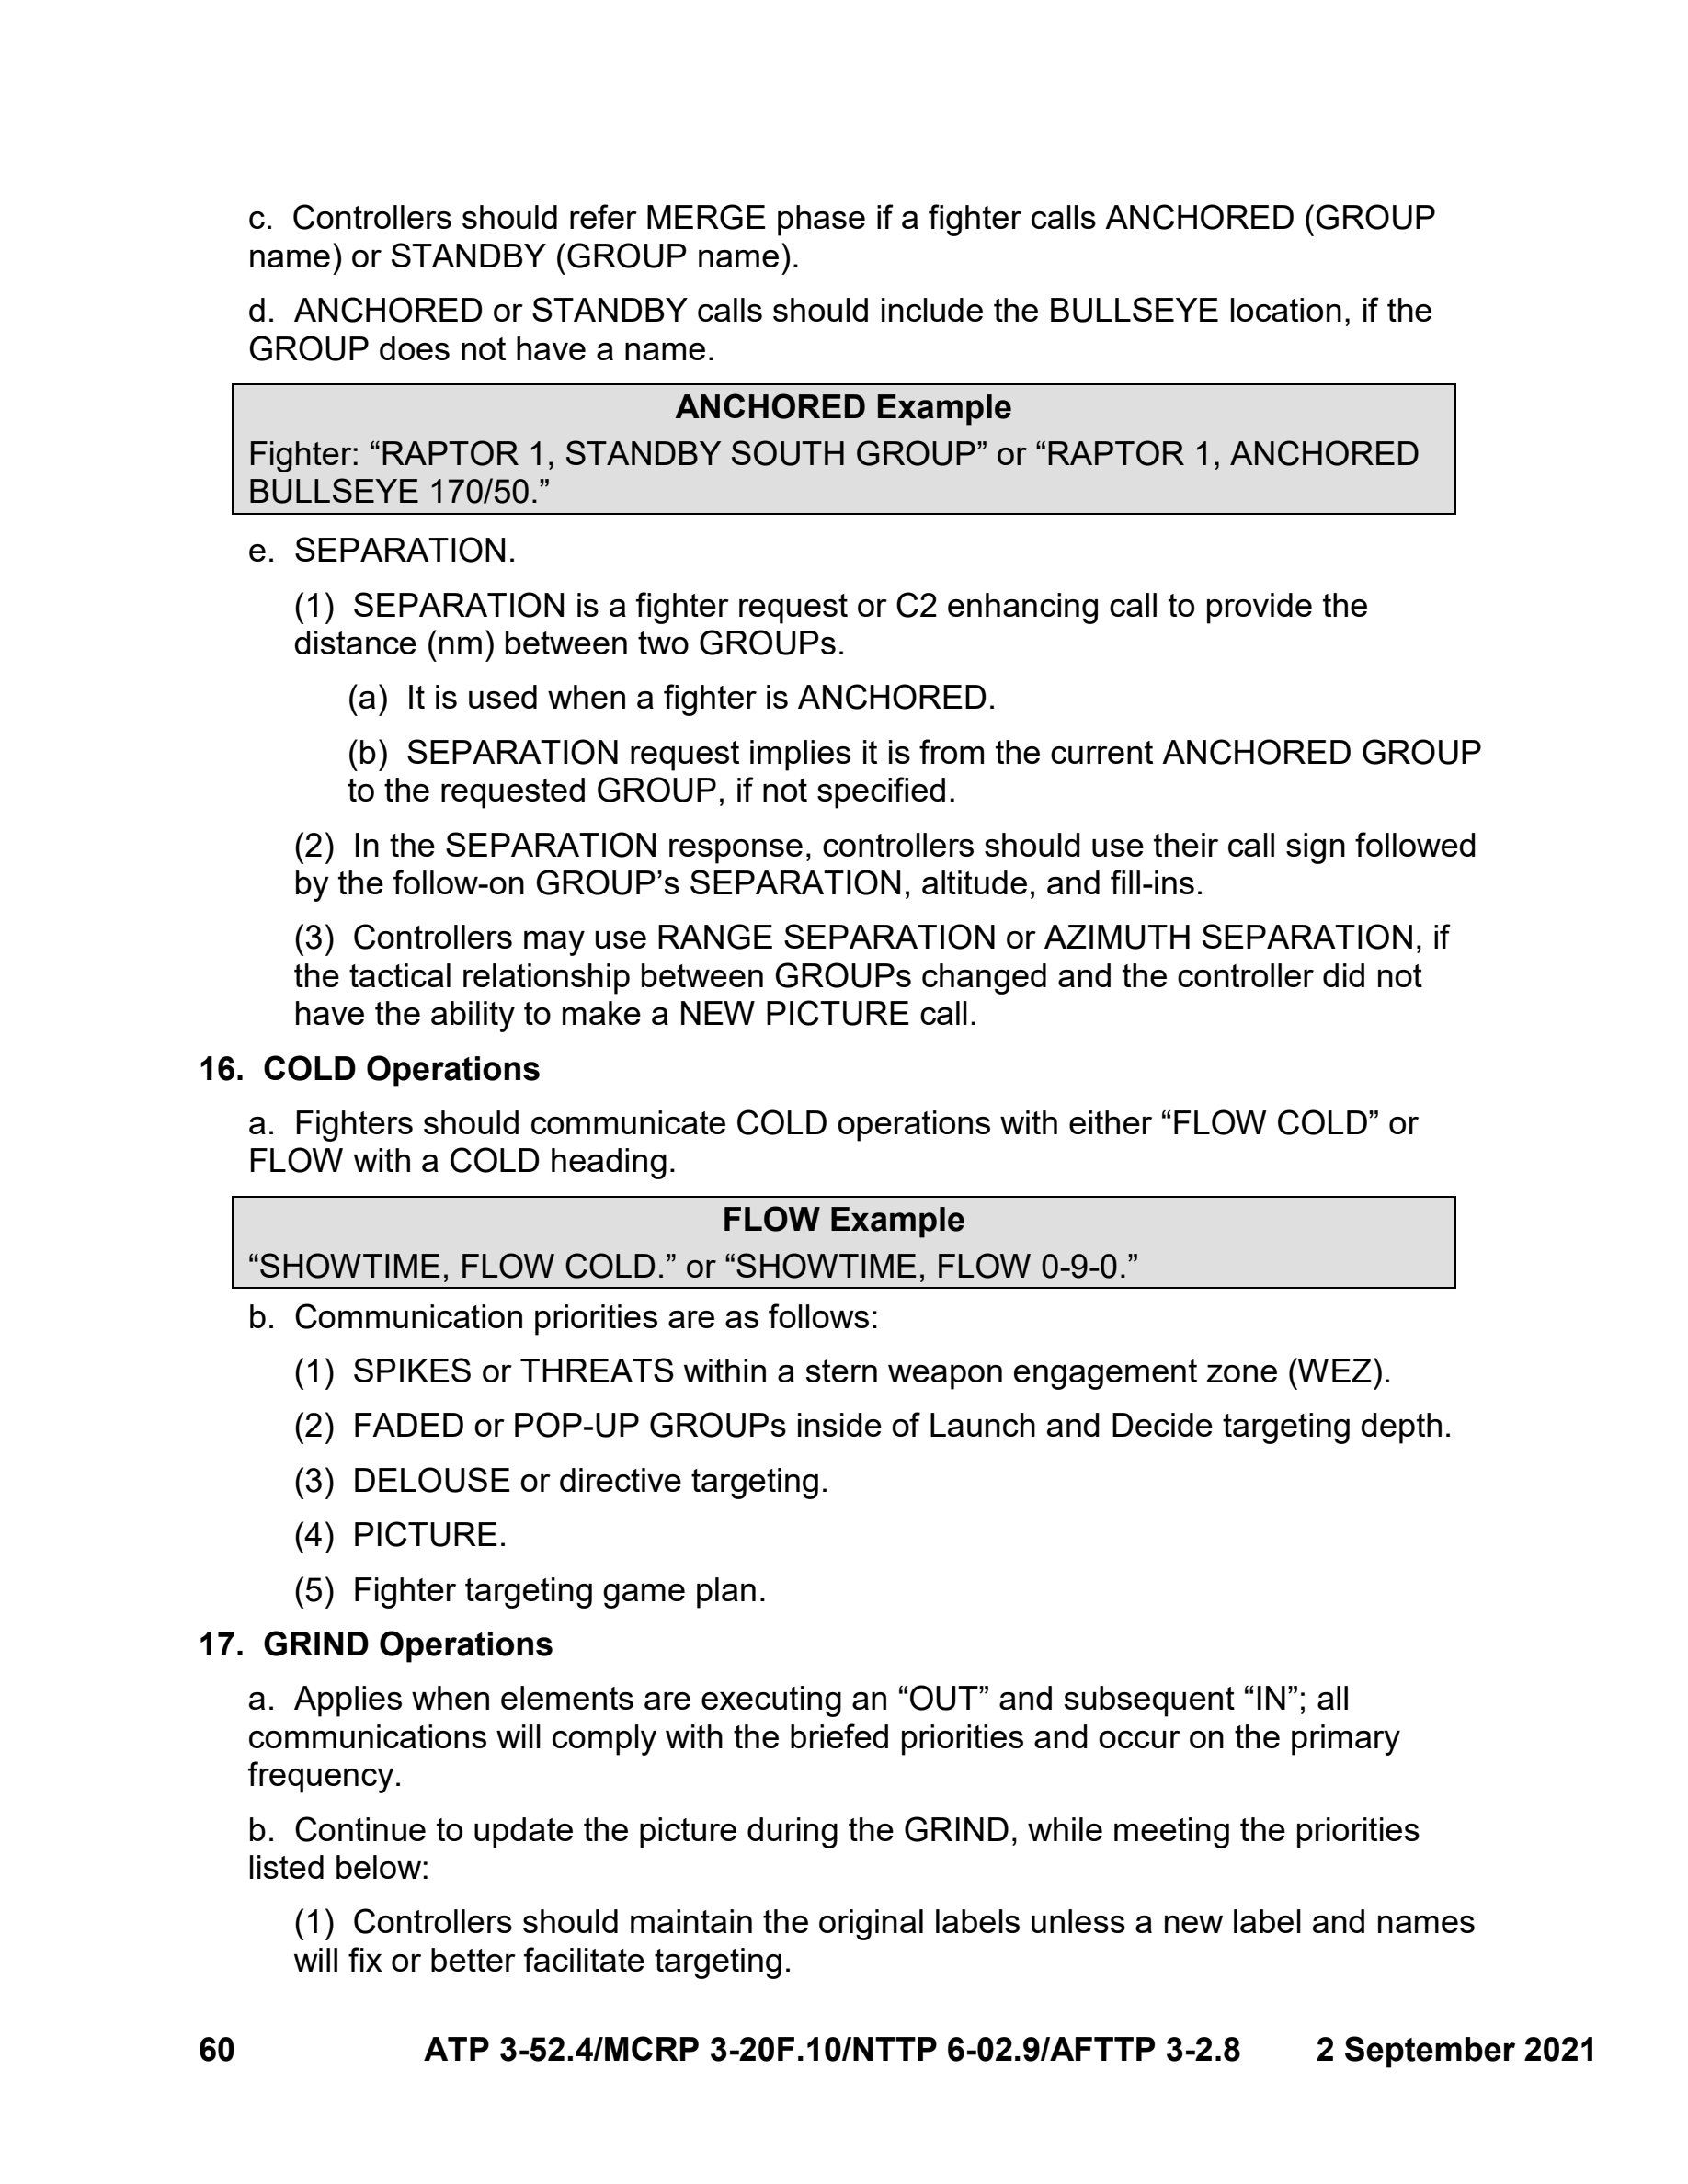 c.  Controllers should refer MERGE phase if a fighter calls ANCHORED (GROUP
name) or STANDBY (GROUP name).
d.  ANCHORED or STANDBY calls should include the BULLSEYE location, if the
GROUP does not have a name.
ANCHORED Example
Fighter: “RAPTOR 1, STANDBY SOUTH GROUP” or “RAPTOR 1, ANCHORED
BULLSEYE 170/50.”
e.  SEPARATION.
(1)  SEPARATION is a fighter request or C2 enhancing call to provide the
distance (nm) between two GROUPs.
(a)  It is used when a fighter is ANCHORED.
(b)  SEPARATION request implies it is from the current ANCHORED GROUP
to the requested GROUP, if not specified.
(2)  In the SEPARATION response, controllers should use their call sign followed
by the follow-on GROUP’s SEPARATION, altitude, and fill-ins.
(3)  Controllers may use RANGE SEPARATION or AZIMUTH SEPARATION, if
the tactical relationship between GROUPs changed and the controller did not
have the ability to make a NEW PICTURE call.
16.  COLD Operations
a.  Fighters should communicate COLD operations with either “FLOW COLD” or
FLOW with a COLD heading.
FLOW Example
“SHOWTIME, FLOW COLD.” or “SHOWTIME, FLOW 0-9-0.”
b.  Communication priorities are as follows:
(1)  SPIKES or THREATS within a stern weapon engagement zone (WEZ).
(2)  FADED or POP-UP GROUPs inside of Launch and Decide targeting depth.
(3)  DELOUSE or directive targeting.
(4)  PICTURE.
(5)  Fighter targeting game plan.
17.  GRIND Operations
a.  Applies when elements are executing an “OUT” and subsequent “IN”; all
communications will comply with the briefed priorities and occur on the primary
frequency.
b.  Continue to update the picture during the GRIND, while meeting the priorities
listed below:
(1)  Controllers should maintain the original labels unless a new label and names
will fix or better facilitate targeting.
60 ATP 3-52.4/MCRP 3-20F.10/NTTP 6-02.9/AFTTP 3-2.8 2 September 2021